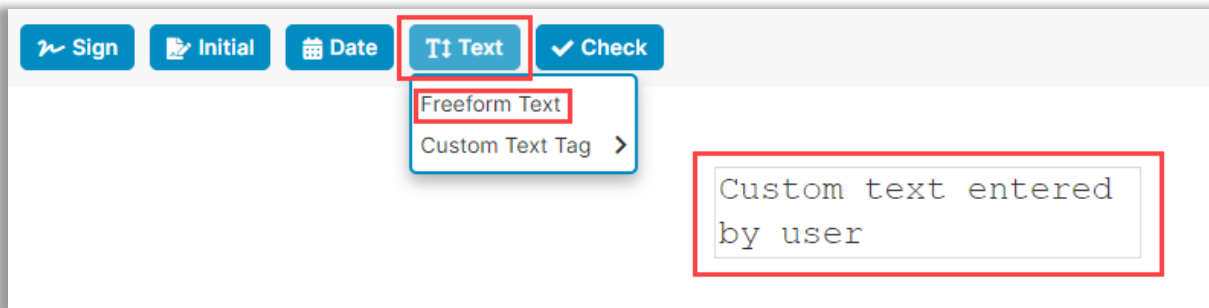 Sign Initial Date Text Check
Freeform Text
Custom Text Tag
Custom text entered
by user